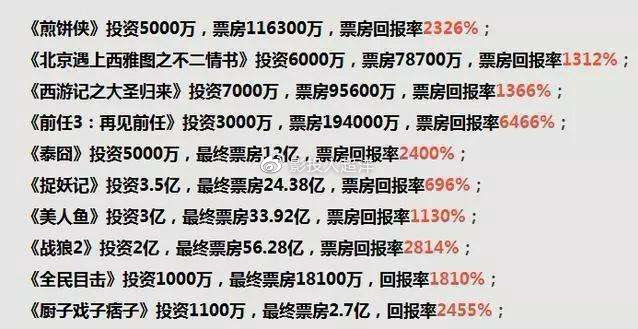 《煎饼侠》投资5000万，票房116300万，票房回报率2326%；
《北京遇上西雅图之不二情书》投资6000万，票房78700万，票房回报率1312%；
《西游记之大圣归来》投资7000万，票房95600万，票房回报率1366%；
《前任3：再见前任》投资3000万，票房194000万，票房回报率6466%；
《泰囧》投资5000万，最终票房12亿，票房回报率2400%；
@影投人超洋
《捉妖记》投资3.5亿，最终票房24.38亿，票房回报率696%；
《美人鱼》投资3亿，最终票房33.92亿，票房回报率1130%；
《战狼2》投资2亿，最终票房56.28亿，票房回报率2814%；
《全民目击》投资1000万，最终票房18100万，回报率1810%；
《厨子戏子痞子》投资1100万，最终票房2.7亿，回报率2455%；